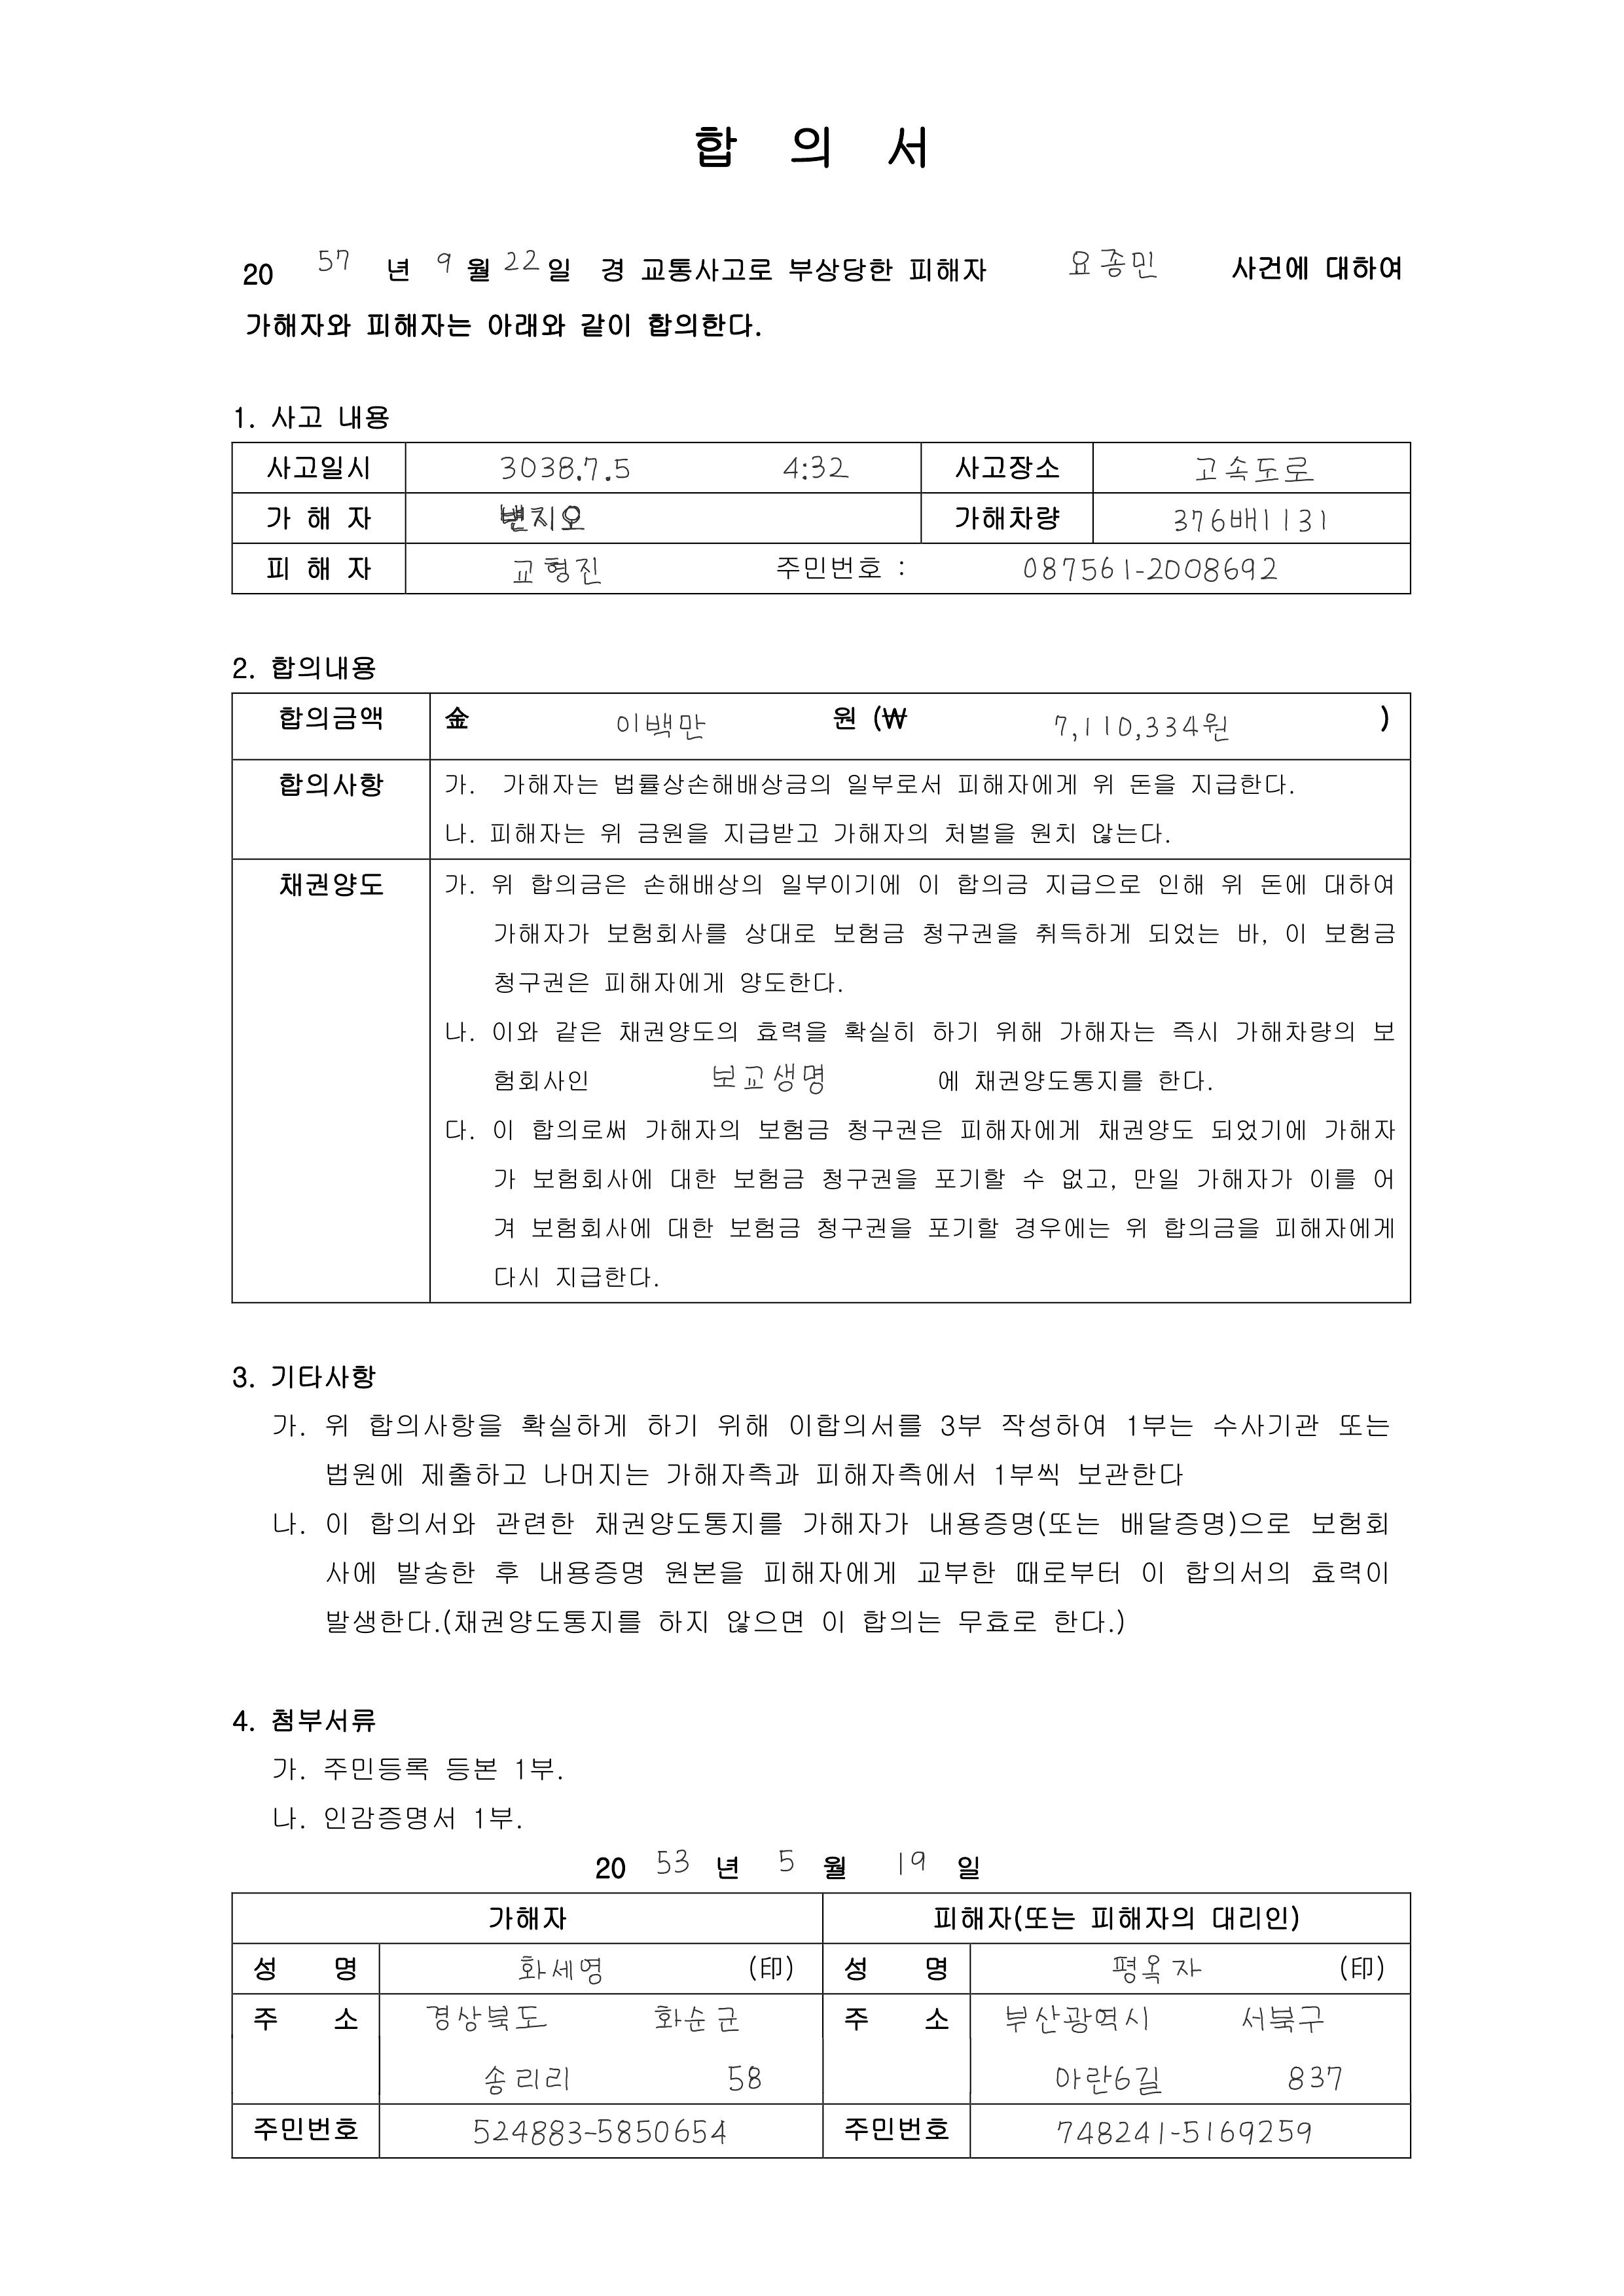 합 의 서
20 57 년 9 월 22 일 경 교통사고로 부상당한 피해자 요종민 사건에 대하여
가해자와 피해자는 아래와 같이 합의한다.
1. 사고 내용
사고일시 3038.7.5 4:32 사고장소 고속도로
가 해 자 변지오 가해차량 376배1131
피 해 자 교형진 주민번호 : 087561-2008692
2. 합의내용
합의금액 金 이백만 원 (₩ 7,110,334원 )
합의사항 가. 가해자는 법률상손해배상금의 일부로서 피해자에게 위 돈을 지급한다.
나. 피해자는 위 금원을 지급받고 가해자의 처벌을 원치 않는다.
채권양도 가. 위 합의금은 손해배상의 일부이기에 이 합의금 지급으로 인해 위 돈에 대하여
가해자가 보험회사를 상대로 보험금 청구권을 취득하게 되었는 바, 이 보험금
청구권은 피해자에게 양도한다.
나. 이와 같은 채권양도의 효력을 확실히 하기 위해 가해자는 즉시 가해차량의 보
험회사인 보교생명 에 채권양도통지를 한다.
다. 이 합의로써 가해자의 보험금 청구권은 피해자에게 채권양도 되었기에 가해자
가 보험회사에 대한 보험금 청구권을 포기할 수 없고, 만일 가해자가 이를 어
겨 보험회사에 대한 보험금 청구권을 포기할 경우에는 위 합의금을 피해자에게
다시 지급한다.
3. 기타사항
가. 위 합의사항을 확실하게 하기 위해 이합의서를 3부 작성하여 1부는 수사기관 또는
법원에 제출하고 나머지는 가해자측과 피해자측에서 1부씩 보관한다
나. 이 합의서와 관련한 채권양도통지를 가해자가 내용증명(또는 배달증명)으로 보험회
사에 발송한 후 내용증명 원본을 피해자에게 교부한 때로부터 이 합의서의 효력이
발생한다.(채권양도통지를 하지 않으면 이 합의는 무효로 한다.)
4. 첨부서류
가. 주민등록 등본 1부.
나. 인감증명서 1부.
20 53 년 5 월 19 일
가해자 피해자(또는 피해자의 대리인)
성 명 화세영 (印) 성 명 평옥자 (印)
주 소 경상북도 화순군 주 소 부산광역시 서북구
송리리 58 아란6길 837
주민번호 524883-5850654 주민번호 748241-5169259